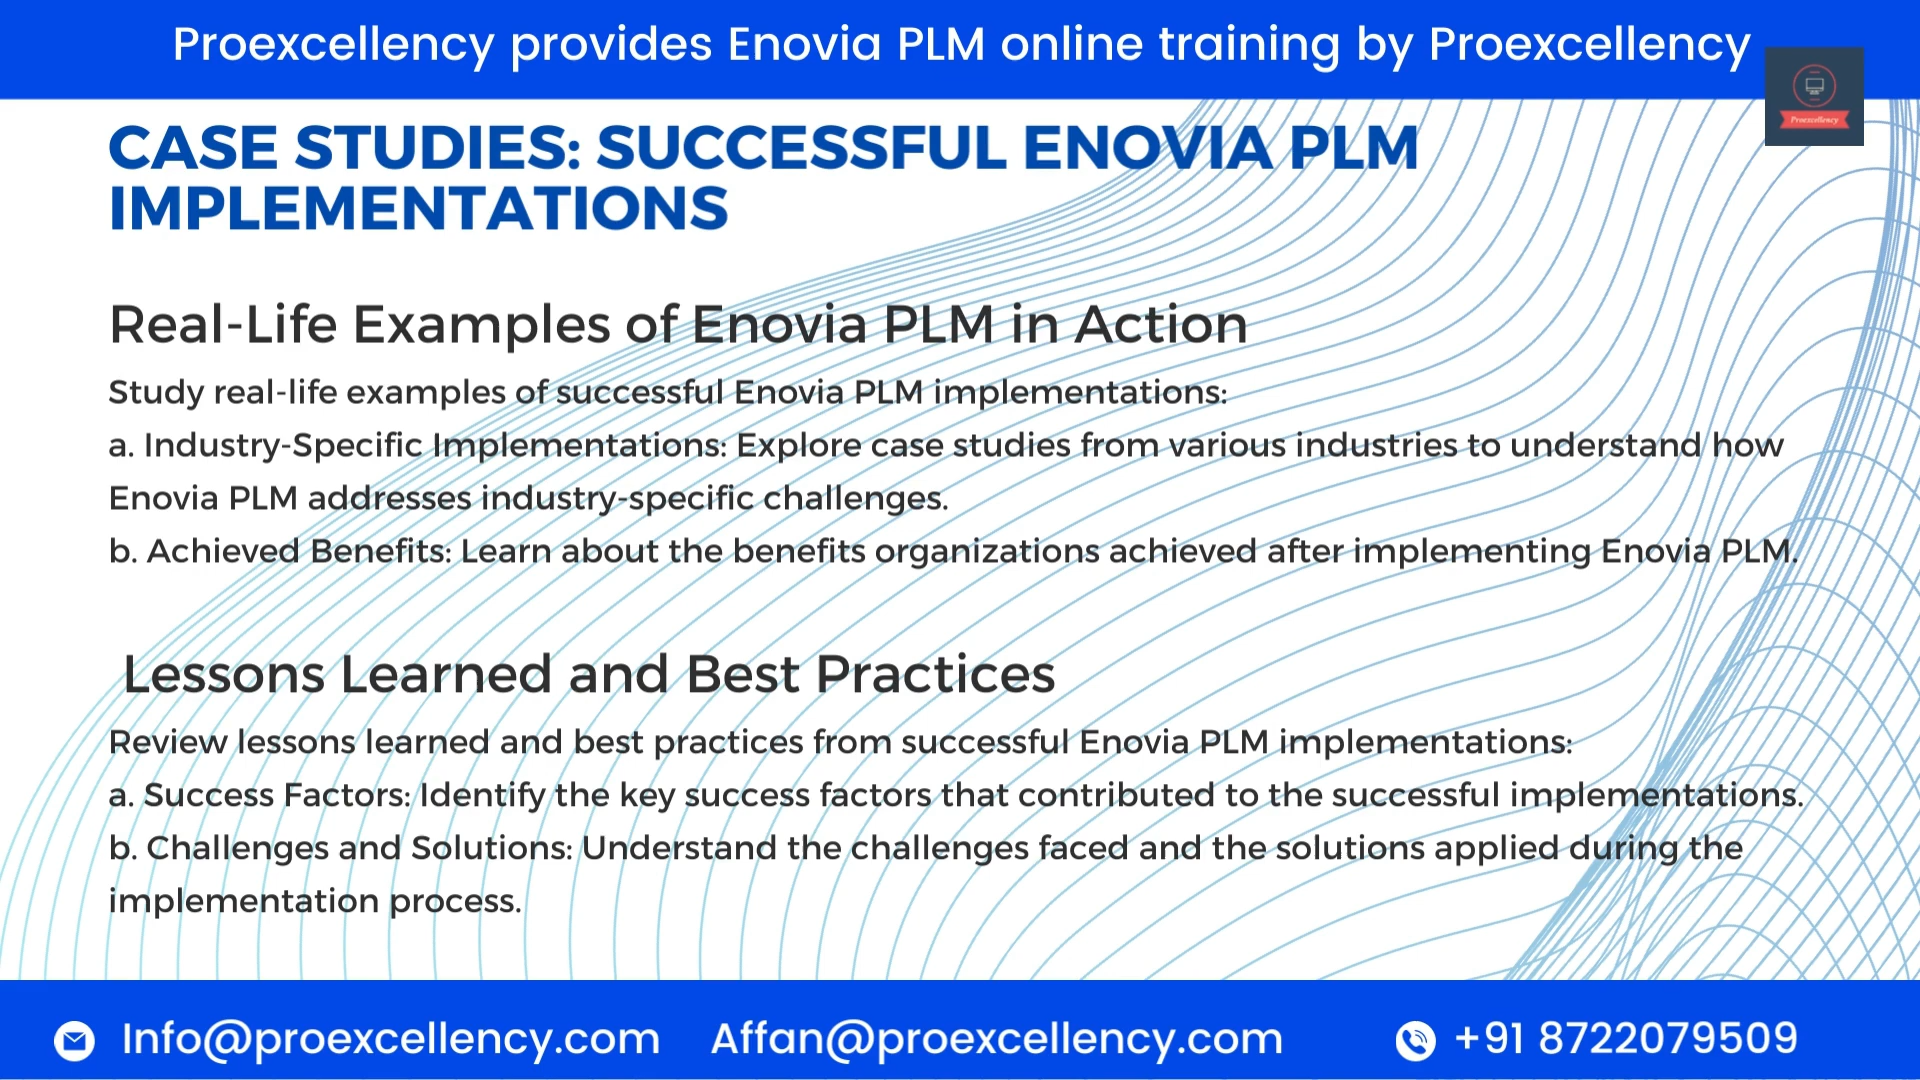 Proexcellency provides Enovia PLM online training by Proexcellency
Proexcellency
CASE STUDIES: SUCCESSFUL ENOVIA PLM
IMPLEMENTATIONS
Real-Life Examples of Enovia PLM in Action
Study real-life examples of successful Enovia PLM implementations:
a. Industry-Specific Implementations: Explore case studies from various industries to understand how
Enovia PLM addresses industry-specific challenges.
b. Achieved Benefits: Learn about the benefits organizations achieved after implementing Enovia PLM.
Lessons Learned and Best Practices
Review lessons learned and best practices from successful Enovia PLM implementations:
a. Success Factors: Identify the key success factors that contributed to the successful implementations.
b. Challenges and Solutions: Understand the challenges faced and the solutions applied during the
implementation process.
Info@proexcellency.com Affan@proexcellency.com +91 8722079509